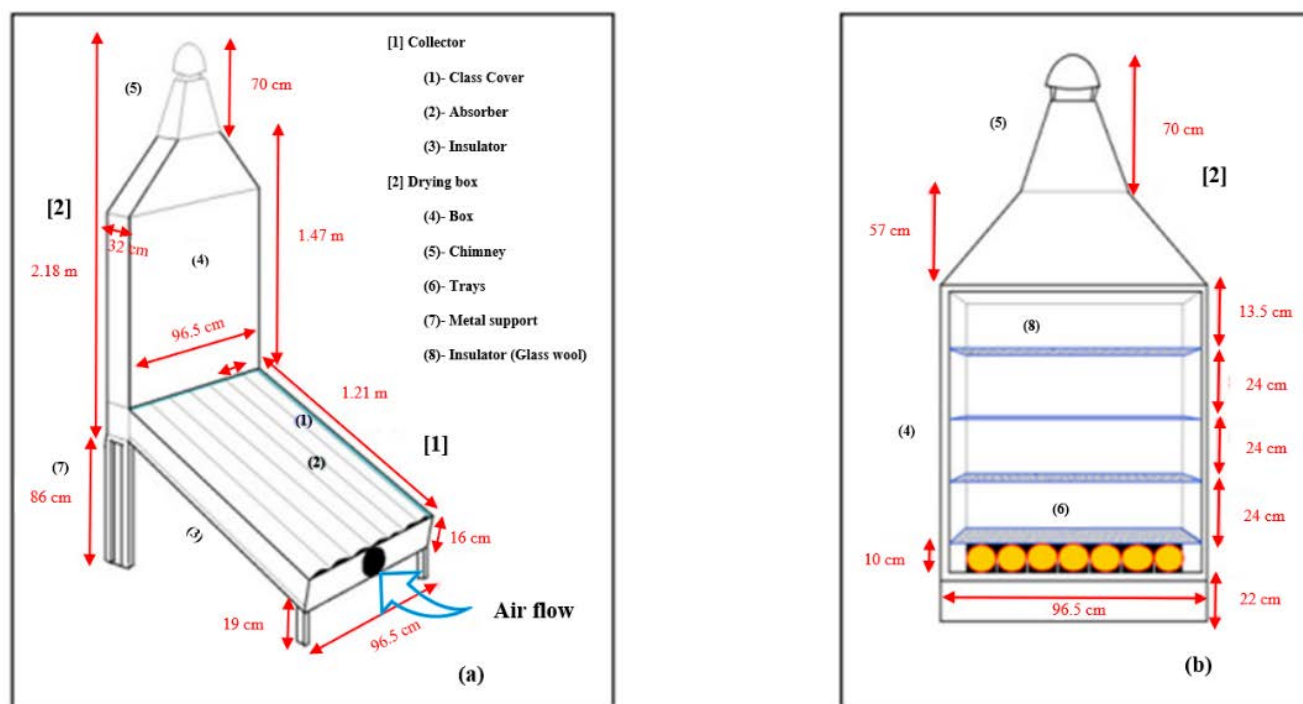 [1] Collector
(1)- Class Cover
(2)- Absorber
(3)- Insulator
[2] Drying box
(4)- Box
(5)- Chimney
(6)- Trays
(7)- Metal support
(8)- Insulator (Glass wool)
(5)
70 cm
[2]
32 cm
2.18 m
(4)
1.47 m
96.5 cm
1.21 m
(1)
[1]
(2)
(7)
86 cm
(3)
16 cm
19 cm
Air flow
96.5 cm
(a)
(5)
70 cm
[2]
57 cm
13.5 cm
(8)
24 cm
(4)
24 cm
24 cm
(6)
10 cm
96.5 cm
22 cm
(b)